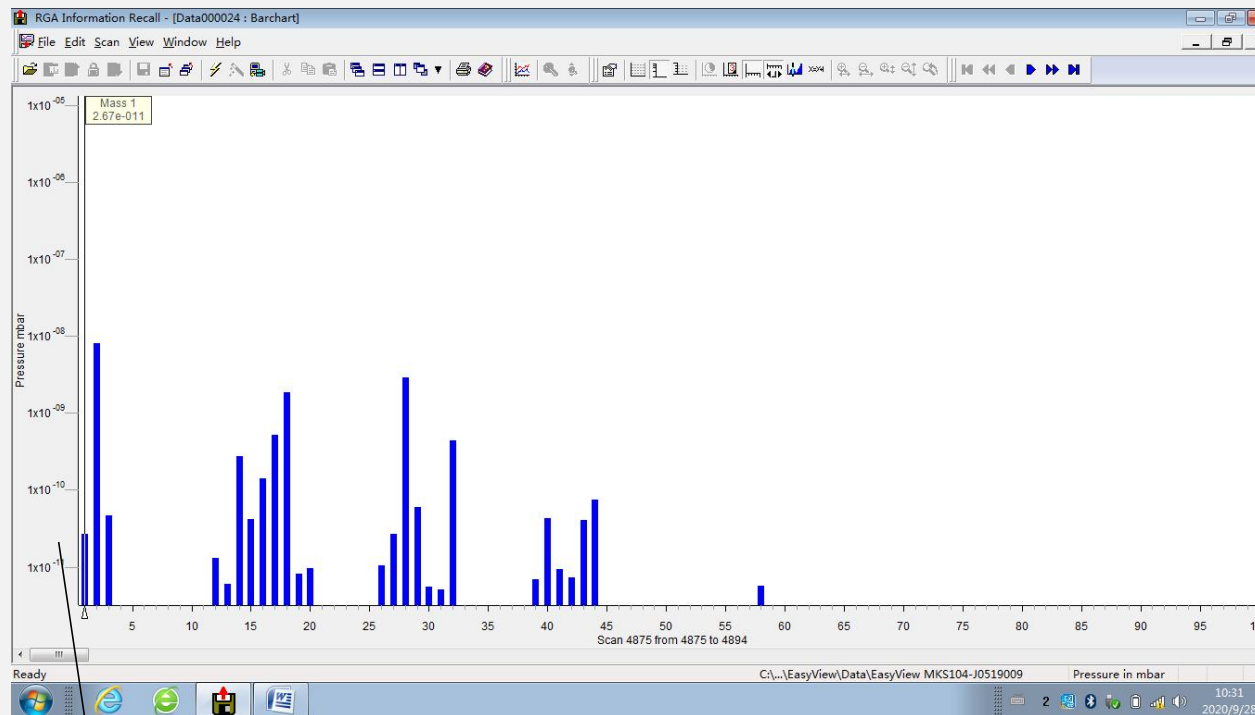 RGA Information Recall - [Data000024 : Barchart]
File Edit Scan View Window Help
Mass 1
2.67e-011
1x10 -05
1x10 -06
1x10 -07
1x10 -08
1x10 -09
1x10 -10
1x10 -11
Pressure mbar
5 10 15 20 25 30 35 40 45 50 55 60 65 70 75 80 85 90 95 1
Scan 4875 from 4875 to 4894
Ready C:\...\EasyView\Data\EasyView MKS104-J0519009 Pressure in mbar
2 10:31
2020/9/28